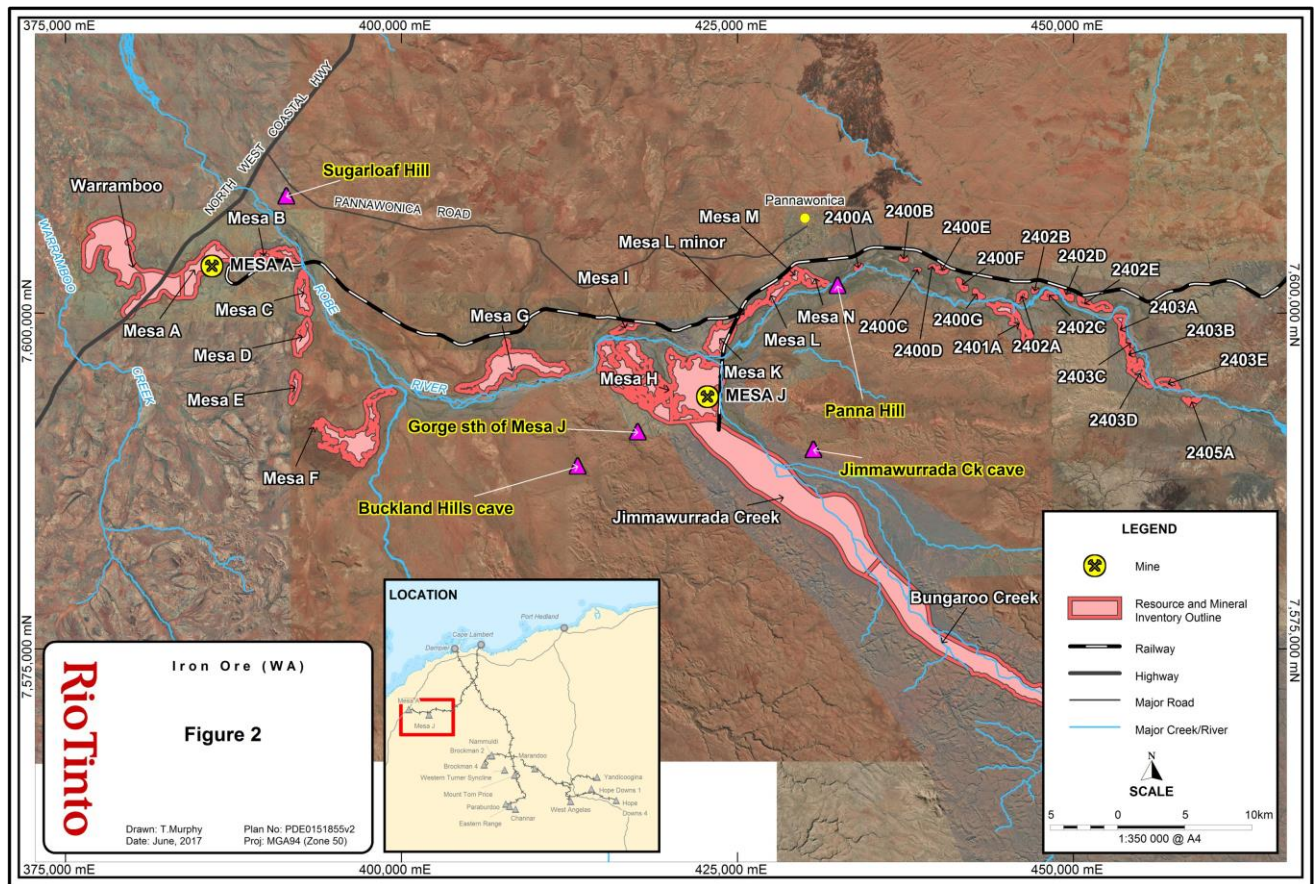 375,000 mE
400,000 mE
425,000 mE
450,000 mE
7,600,000 mN
7,575,000 mN
7,600,000 mN
7,575,000 mN
NORTH WEST COASTAL HWY
Sugarloaf Hill
PANNAWONICA ROAD
Pannawonica
Warramboo
WARRAMBOO
CREEK
Mesa B
MESA A
Mesa A
Mesa C
Mesa D
Mesa E
Mesa F
ROBE
RIVER
Mesa G
Mesa I
Mesa H
Mesa L minor
Mesa M
Mesa N
Mesa L
Mesa K
MESA J
Panna Hill
Gorge sth of Mesa J
Buckland Hills cave
Jimmawurrada Ck cave
Jimmawurrada Creek
Bungaroo Creek
2400A
2400B
2400E
2400F
2402B
2402D
2402E
2403A
2403B
2403E
2400C
2400D
2400G
2401A
2402A
2402C
2403C
2403D
2405A
RioTinto
Iron Ore (WA)
Figure 2
Drawn: T.Murphy
Date: June, 2017
Plan No: PDE0151855v2
Proj: MGA94 (Zone 50)
LOCATION
Port Hedland
Cape Lambert
Dampier
Mesa A
Mesa J
Nammuldi
Brockman 2
Marandoo
Brockman 4
Western Turner Syncline
Yandicoogina
Mount Tom Price
Hope Downs 1
Paraburdoo
Hope
Downs 4
West Angelas
Channar
Eastern Range
LEGEND
Mine
Resource and Mineral
Inventory Outline
Railway
Highway
Major Road
Major Creek/River
N
SCALE
5 0 5 10km
1:350 000 @ A4
375,000 mE
400,000 mE
425,000 mE
450,000 mE